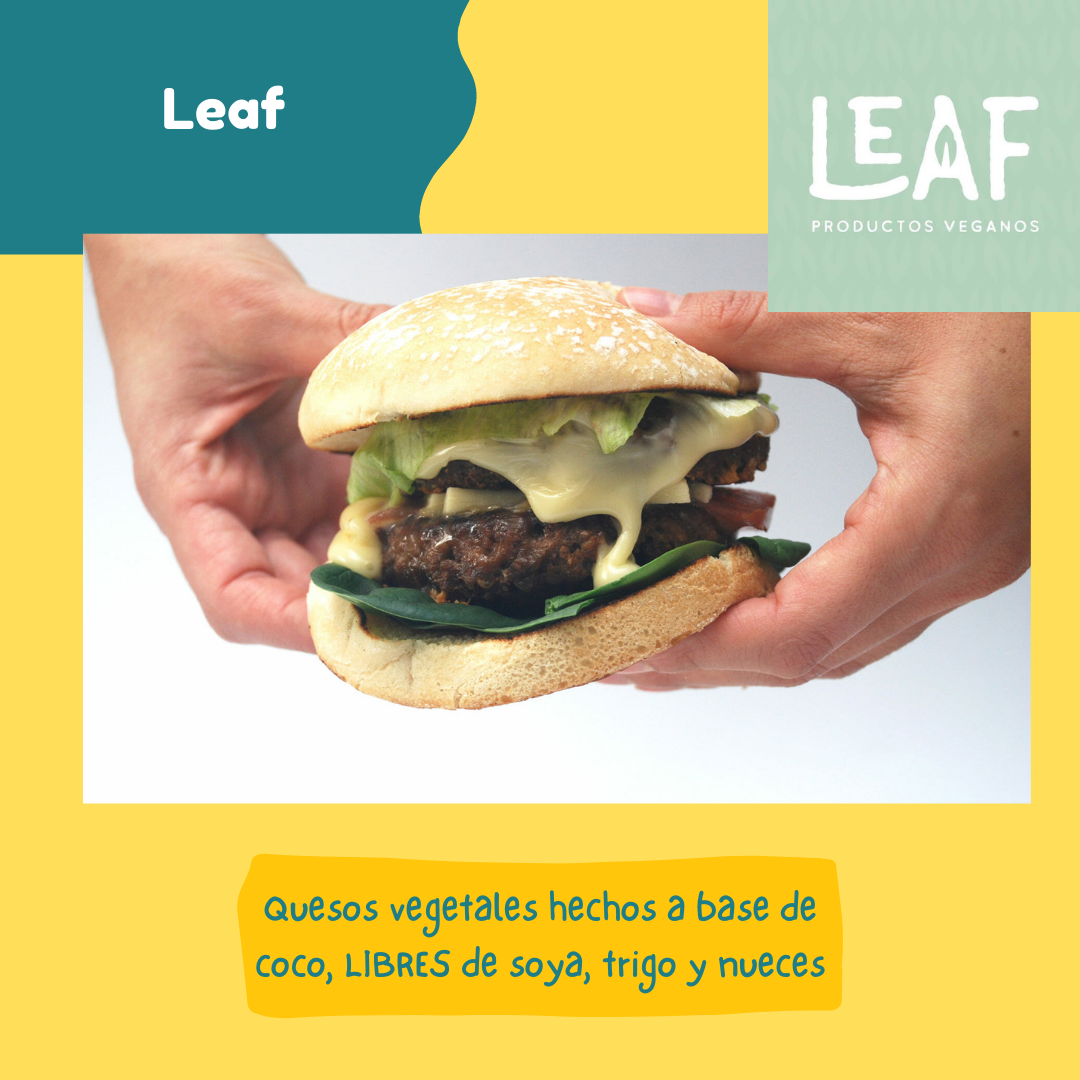 Leaf
LEAF
PRODUCTOS VEGANOS
Quesos vegetales hechos a base de
coco, LIBRES de soya, trigo y nueces